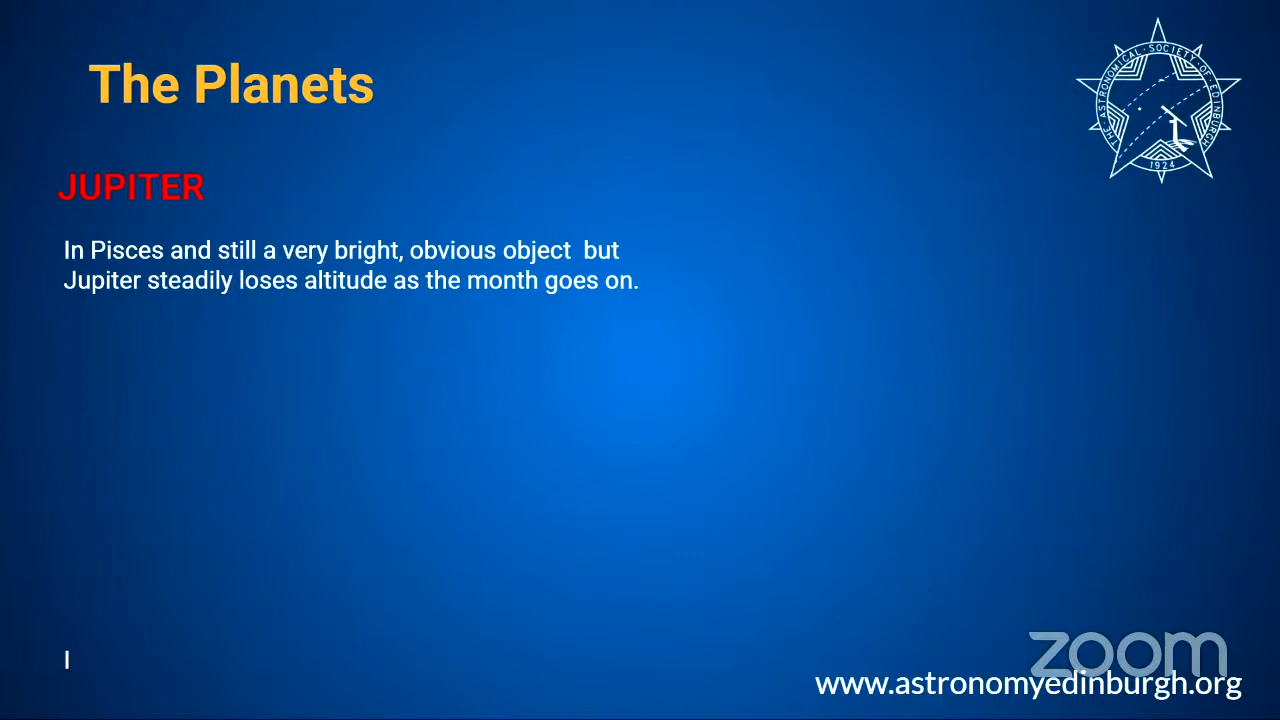 The Planets
THE · ASTRONOMICAL · SOCIETY · OF · EDINBURGH ·
1924
JUPITER
In Pisces and still a very bright, obvious object  but
Jupiter steadily loses altitude as the month goes on.
l
zoom
www.astronomyedinburgh.org